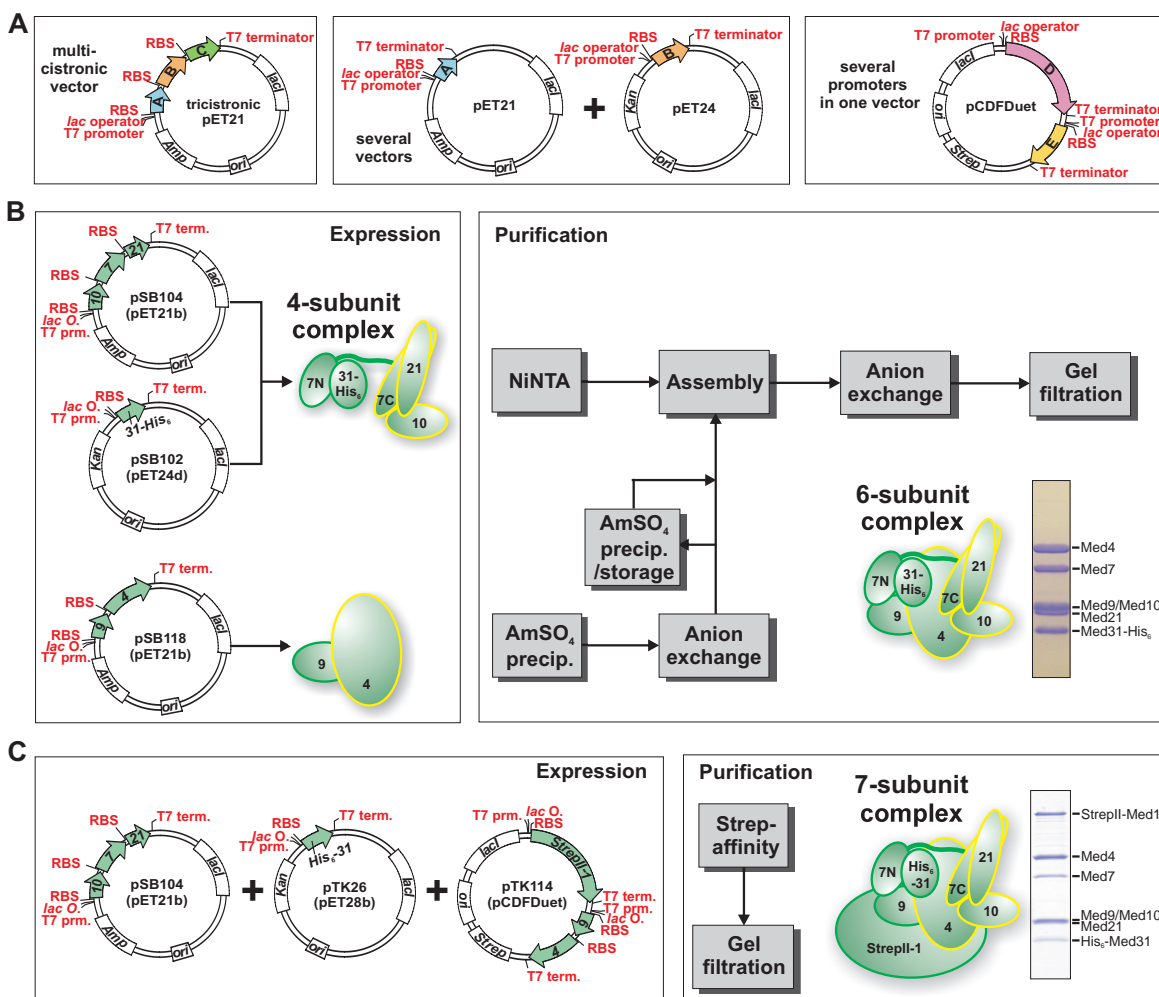 A
multi-
cistronic
vector
RBS
C
T7 terminator
RBS
B
RBS
A
lac operator
T7 promoter
tricistronic
pET21
lacI
Amp
ori
T7 terminator
RBS
A
lac operator
T7 promoter
pET21
lacI
Amp
ori
several
vectors
+
lac operator
RBS
T7 promoter
B
T7 terminator
Kan
pET24
lacI
ori
several
promoters
in one vector
T7 promoter
lac operator
RBS
lacI
D
pCDFDuet
ori
Strep
E
T7 terminator
T7 promoter
lac operator
RBS
T7 terminator
B
Expression
RBS
21
T7 term.
RBS
7
10
RBS
lac O.
T7 prm.
pSB104
(pET21b)
lacI
Amp
ori
RBS
T7 term.
lac O.
T7 prm.
31-His6
Kan
pSB102
(pET24d)
lacI
ori
4-subunit
complex
7N
31-
His6
7C
21
10
T7 term.
RBS
4
9
RBS
lac O.
T7 prm.
pSB118
(pET21b)
lacI
Amp
ori
9
4
Purification
NiNTA
Assembly
Anion
exchange
Gel
filtration
AmSO4
precip.
/storage
AmSO4
precip.
Anion
exchange
6-subunit
complex
7N
31-
His6
7C
21
9
4
10
Med4
Med7
Med9/Med10
Med21
Med31-His6
C
Expression
RBS
21
T7 term.
RBS
7
10
RBS
lac O.
T7 prm.
pSB104
(pET21b)
lacI
Amp
ori
+
RBS
T7 term.
lac O.
T7 prm.
His6-31
Kan
pTK26
(pET28b)
lacI
ori
+
T7 prm.
lac O.
RBS
lacI
StrepII-1
pTK114
(pCDFDuet)
ori
Strep
T7 term.
T7 prm.
lac O.
RBS
9
RBS
4
T7 term.
Purification
Strep-
affinity
Gel
filtration
7-subunit
complex
7N
His6
-31
7C
21
9
4
10
StrepII-1
StrepII-Med1
Med4
Med7
Med9/Med10
Med21
His6-Med31